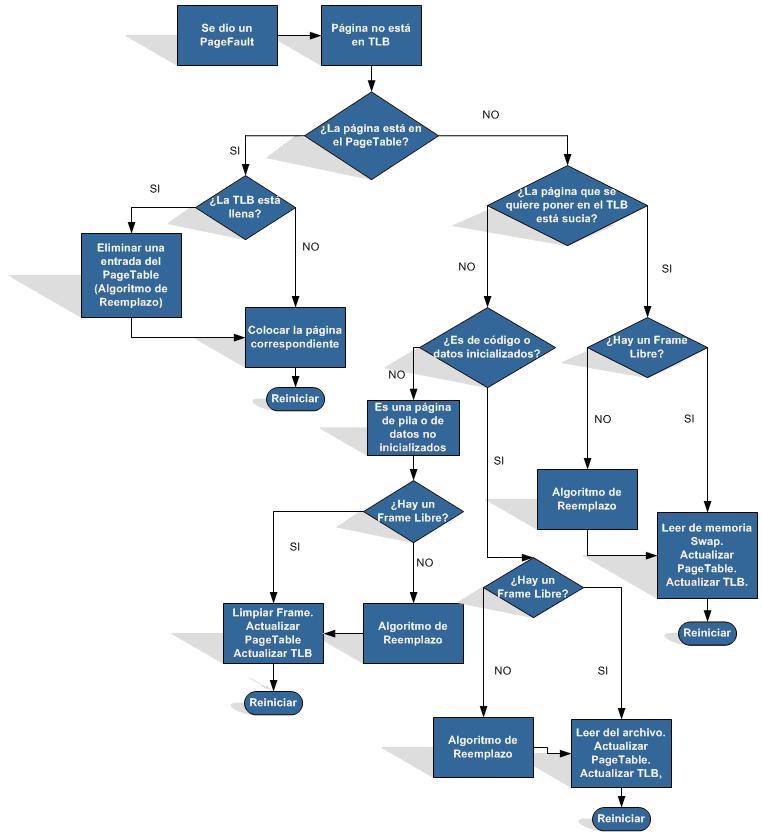 Se dio un
PageFault
Página no está
en TLB
¿La página está en
el PageTable?
NO
SI
¿La TLB está
llena?
SI
NO
Eliminar una
entrada del
PageTable
(Algoritmo de
Reemplazo)
Colocar la página
correspondiente
Reiniciar
¿La página que se
quiere poner en el TLB
está sucia?
NO
SI
¿Es de código o
datos inicializados?
NO
SI
¿Hay un Frame
Libre?
NO
SI
Es una página
de pila o de
datos no
inicializados
¿Hay un
Frame Libre?
SI
NO
Algoritmo de
Reemplazo
Leer de memoria
Swap.
Actualizar
PageTable.
Actualizar TLB.
Reiniciar
Limpiar Frame.
Actualizar
PageTable
Actualizar TLB
Algoritmo de
Reemplazo
Reiniciar
¿Hay un
Frame Libre?
NO
SI
Algoritmo de
Reemplazo
Leer del archivo.
Actualizar
PageTable.
Actualizar TLB,
Reiniciar